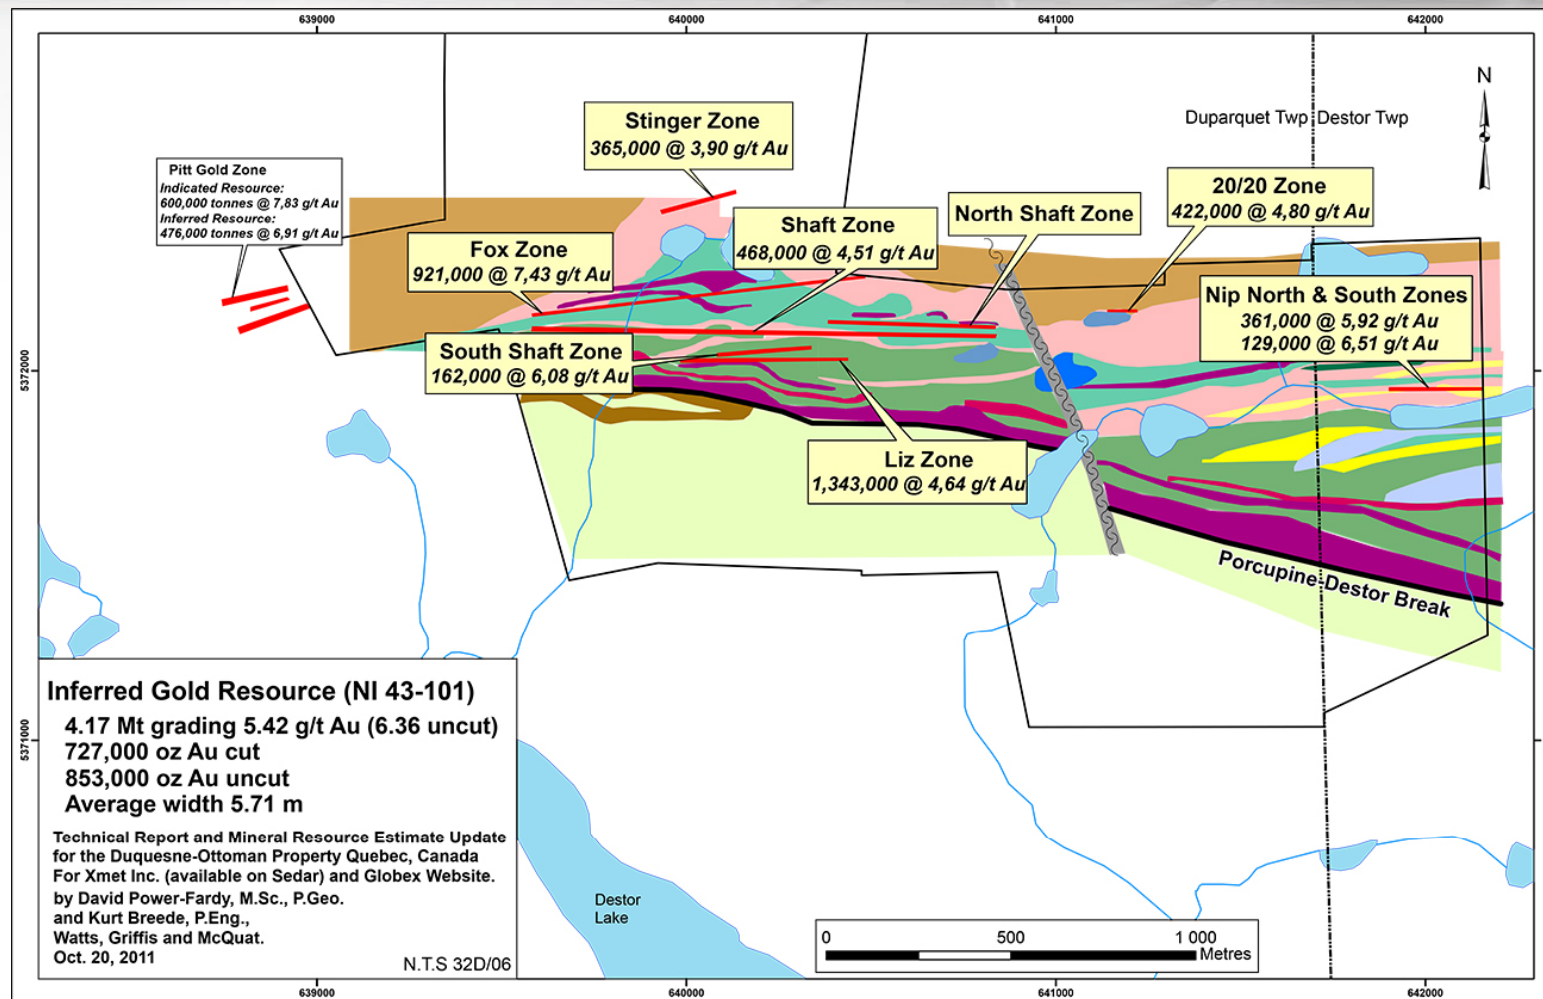 639000
640000
641000
642000
N
Duparquet Twp
Destor Twp
Stinger Zone
365,000 @ 3,90 g/t Au
Pitt Gold Zone
Indicated Resource:
600,000 tonnes @ 7,83 g/t Au
Inferred Resource:
476,000 tonnes @ 6,91 g/t Au
20/20 Zone
422,000 @ 4,80 g/t Au
North Shaft Zone
Shaft Zone
468,000 @ 4,51 g/t Au
Fox Zone
921,000 @ 7,43 g/t Au
Nip North & South Zones
361,000 @ 5,92 g/t Au
129,000 @ 6,51 g/t Au
South Shaft Zone
162,000 @ 6,08 g/t Au
5372000
5372000
Liz Zone
1,343,000 @ 4,64 g/t Au
Porcupine-Destor Break
Inferred Gold Resource (NI 43-101)
4.17 Mt grading 5.42 g/t Au (6.36 uncut)
727,000 oz Au cut
853,000 oz Au uncut
Average width 5.71 m
5371000
5371000
Technical Report and Mineral Resource Estimate Update
for the Duquesne-Ottoman Property Quebec, Canada
For Xmet Inc. (available on Sedar) and Globex Website.
by David Power-Fardy, M.Sc., P.Geo.
and Kurt Breede, P.Eng.,
Watts, Griffis and McQuat.
Oct. 20, 2011
N.T.S 32D/06
Destor
Lake
0
500
1 000
Metres
639000
640000
641000
642000